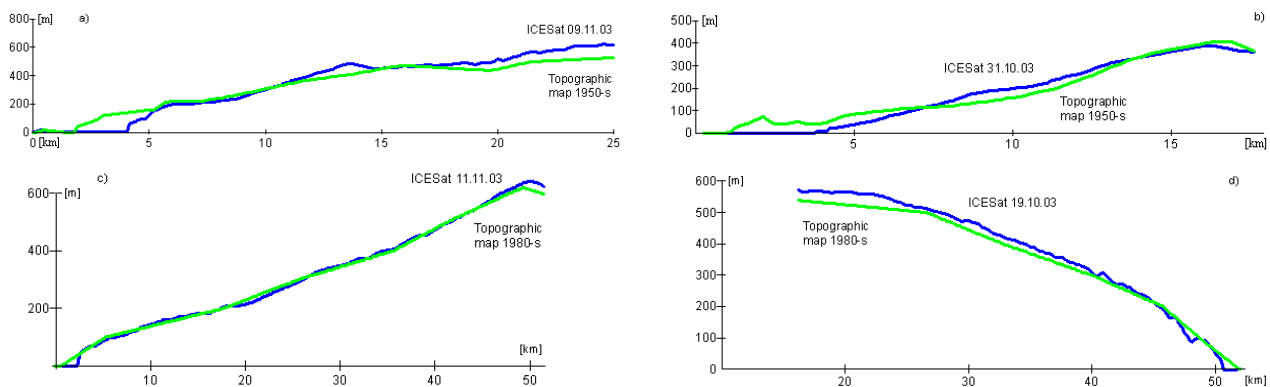 a)
[m]
800
600
400
200
0
[km]
5
10
15
20
25
ICESat 09.11.03
Topographic
map 1950-s
b)
[m]
500
400
300
200
100
0
5
10
15
[km]
ICESat 31.10.03
Topographic
map 1950-s
c)
[m]
600
400
200
10
20
30
40
50
[km]
ICESat 11.11.03
Topographic
map 1980-s
d)
[m]
600
500
400
300
200
100
0
20
30
40
50
[km]
ICESat 19.10.03
Topographic
map 1980-s